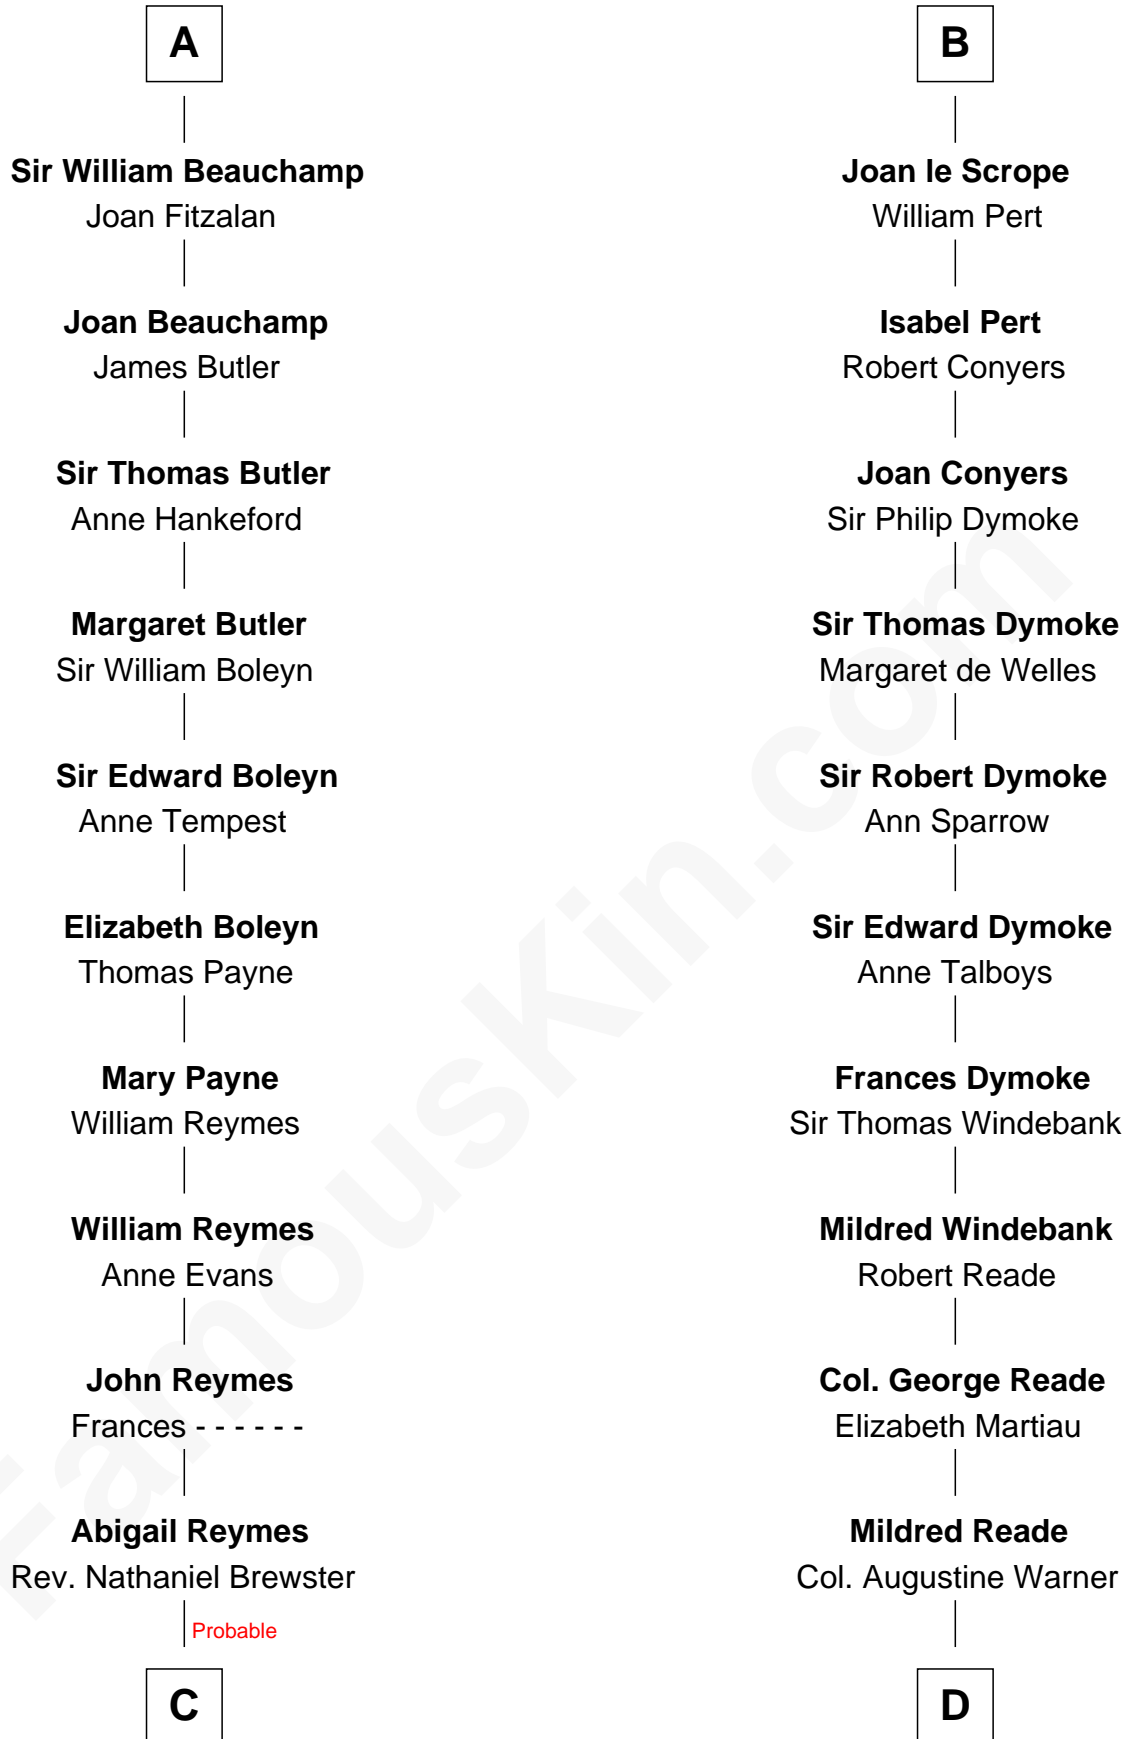 A
Sir William Beauchamp
Joan Fitzalan
Joan Beauchamp
James Butler
Sir Thomas Butler
Anne Hankeford
Margaret Butler
Sir William Boleyn
Sir Edward Boleyn
Anne Tempest
Elizabeth Boleyn
Thomas Payne
Mary Payne
William Reymes
William Reymes
Anne Evans
John Reymes
Frances - - - - - -
Abigail Reymes
Rev. Nathaniel Brewster
Probable
C
B
Joan le Scrope
William Pert
Isabel Pert
Robert Conyers
Joan Conyers
Sir Philip Dymoke
Sir Thomas Dymoke
Margaret de Welles
Sir Robert Dymoke
Ann Sparrow
Sir Edward Dymoke
Anne Talboys
Frances Dymoke
Sir Thomas Windebank
Mildred Windebank
Robert Reade
Col. George Reade
Elizabeth Martiau
Mildred Reade
Col. Augustine Warner
D
FamousKin.com